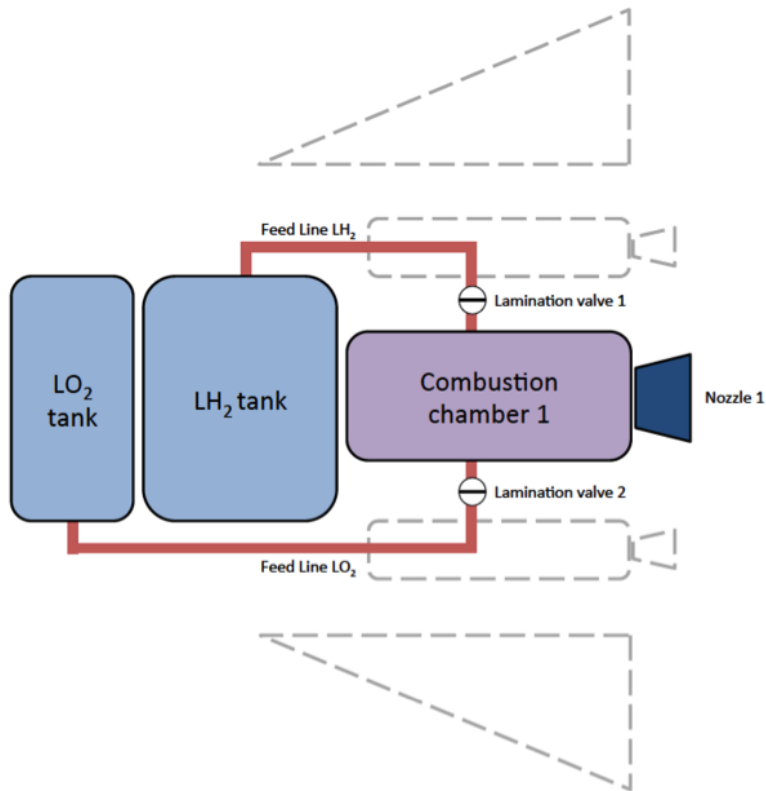 Feed Line LH₂
Lamination valve 1
LO₂
tank
LH₂ tank
Combustion
chamber 1
Nozzle 1
Lamination valve 2
Feed Line LO₂